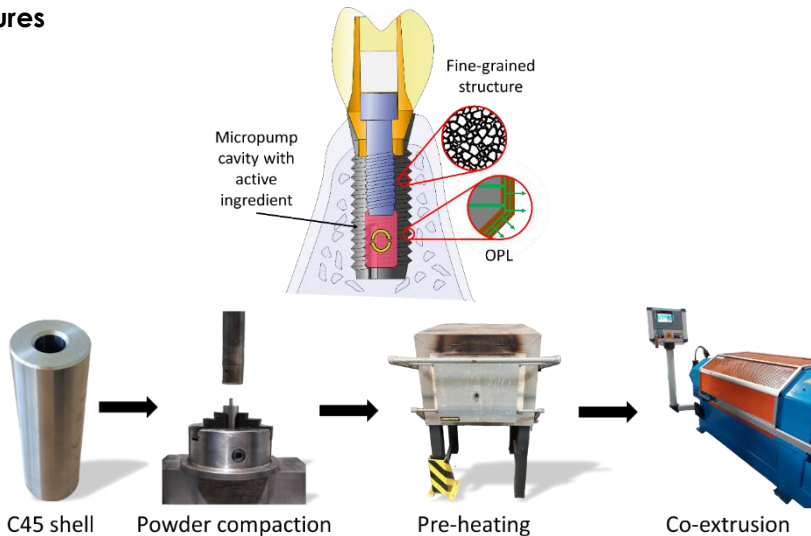 ures
Fine-grained
structure
Micropump
cavity with
active
ingredient
OPL
C45 shell
Powder compaction
Pre-heating
Co-extrusion